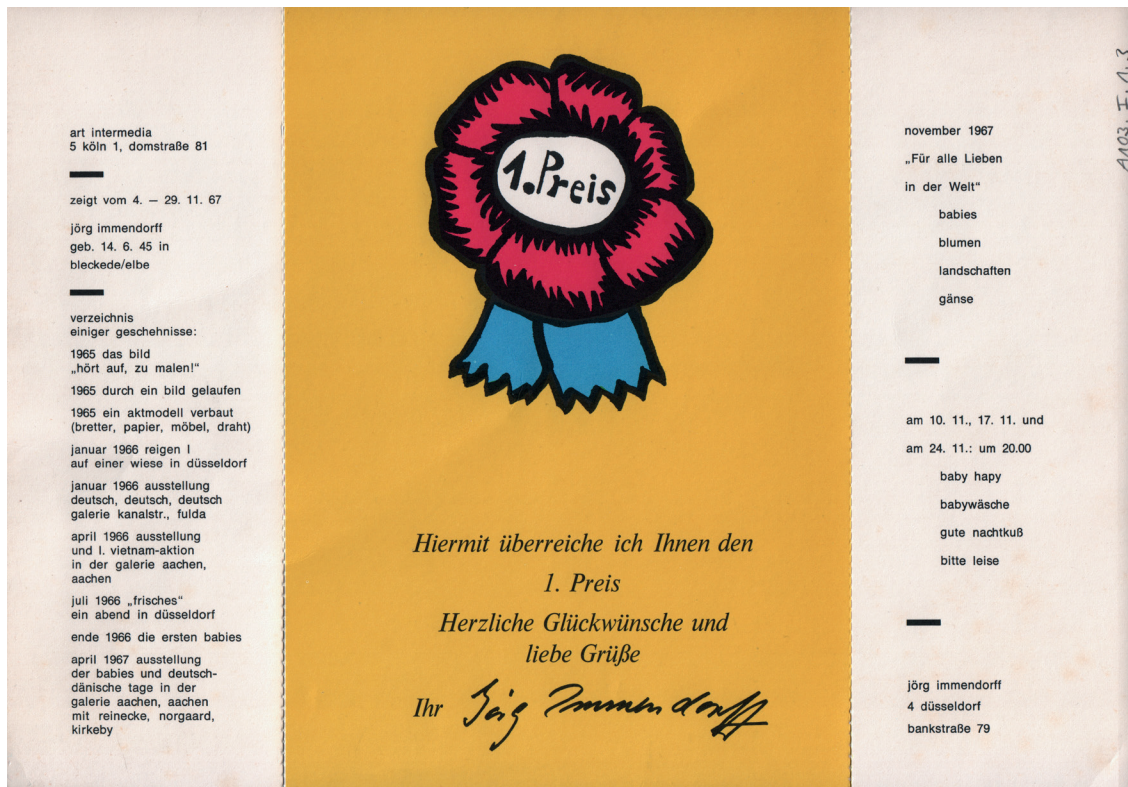 art intermedia
5 köln 1, domstraße 81
zeigt vom 4. — 29. 11. 67
jörg immendorff
geb. 14. 6. 45 in
bleckede/elbe
verzeichnis
einiger geschehnisse:
1965 das bild
„hört auf, zu malen!“
1965 durch ein bild gelaufen
1965 ein aktmodell verbaut
(bretter, papier, möbel, draht)
januar 1966 reigen I
auf einer wiese in düsseldorf
januar 1966 ausstellung
deutsch, deutsch, deutsch
galerie kanalstr., fulda
april 1966 ausstellung
und I. vietnam-aktion
in der galerie aachen,
aachen
juli 1966 „frisches“
ein abend in düsseldorf
ende 1966 die ersten babies
april 1967 ausstellung
der babies und deutsch-
dänische tage in der
galerie aachen, aachen
mit reinecke, norgaard,
kirkeby
1. Preis
Hiermit überreiche ich Ihnen den
1. Preis
Herzliche Glückwünsche und
liebe Grüße
Ihr Jörg Immendorff
november 1967
„Für alle Lieben
in der Welt“
babies
blumen
landschaften
gänse
am 10. 11., 17. 11. und
am 24. 11.: um 20.00
baby hapy
babywäsche
gute nachtkuß
bitte leise
jörg immendorff
4 düsseldorf
bankstraße 79